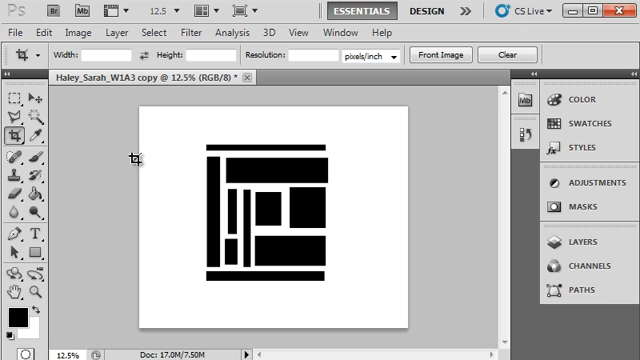 Ps Br Mb 12.5 ESSENTIALS DESIGN CS Live
File Edit Image Layer Select Filter Analysis 3D View Window Help
Width: Height: Resolution: pixels/inch Front Image Clear
Haley_Sarah_W1A3 copy @ 12.5% (RGB/8) *
Mb
COLOR
SWATCHES
STYLES
ADJUSTMENTS
MASKS
LAYERS
CHANNELS
PATHS
12.5% Doc: 17.0M/7.50M